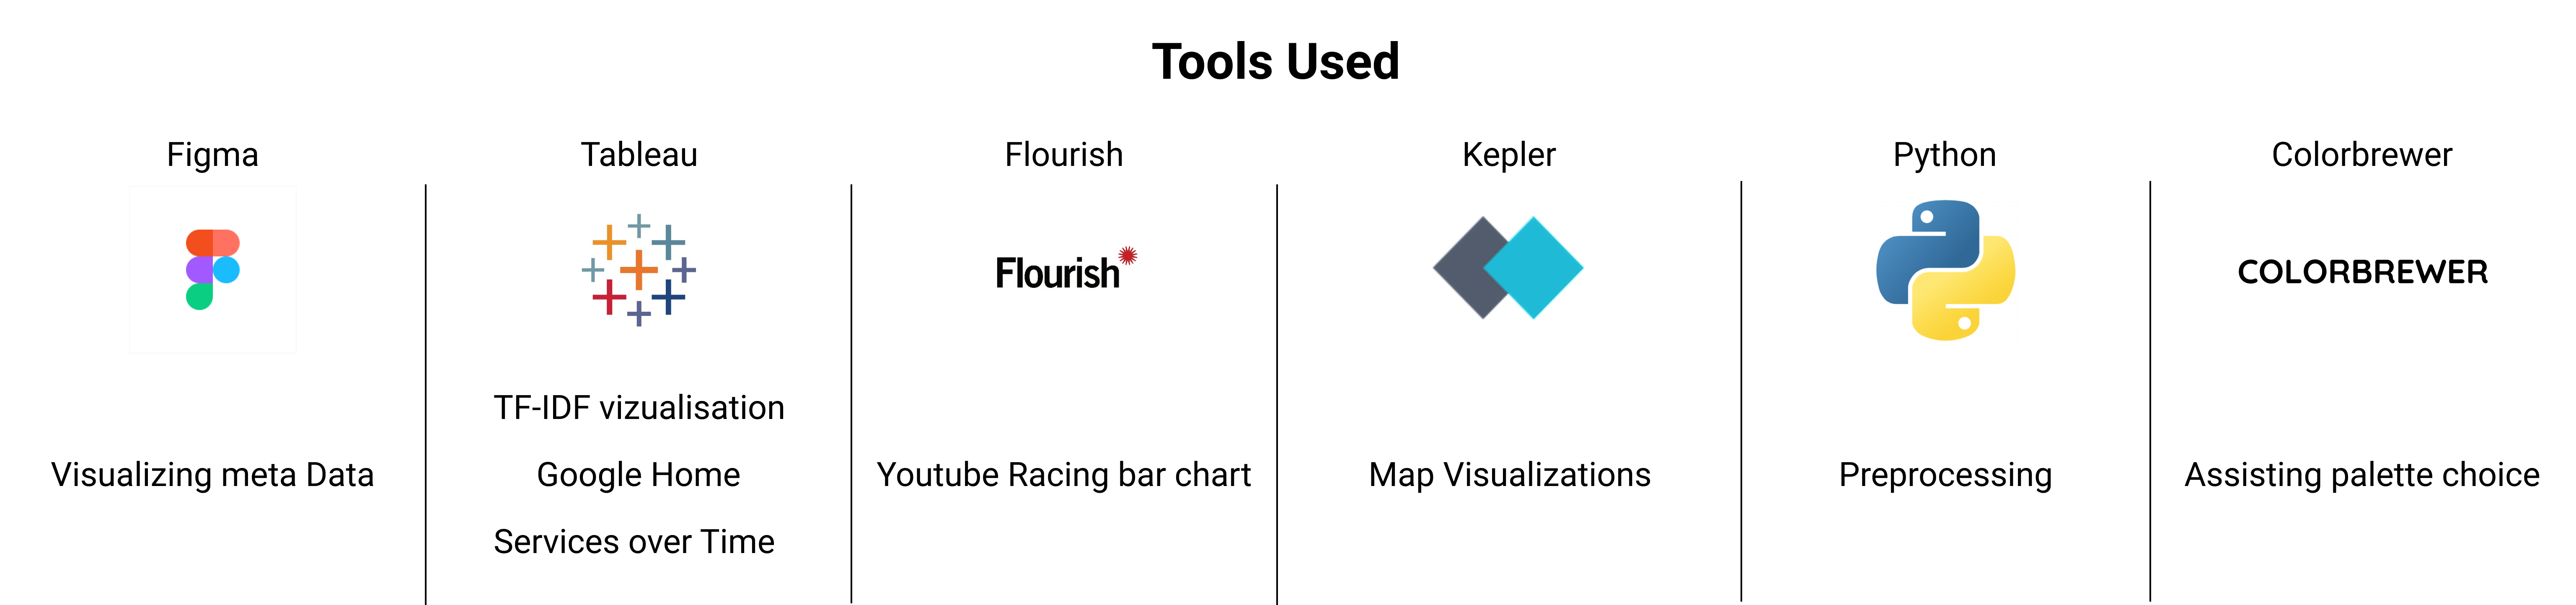 Tools Used
Figma
Tableau
Flourish
Kepler
Python
Colorbrewer
Flourish
COLORBREWER
TF-IDF vizualisation
Visualizing meta Data
Google Home
Youtube Racing bar chart
Map Visualizations
Preprocessing
Assisting palette choice
Services over Time